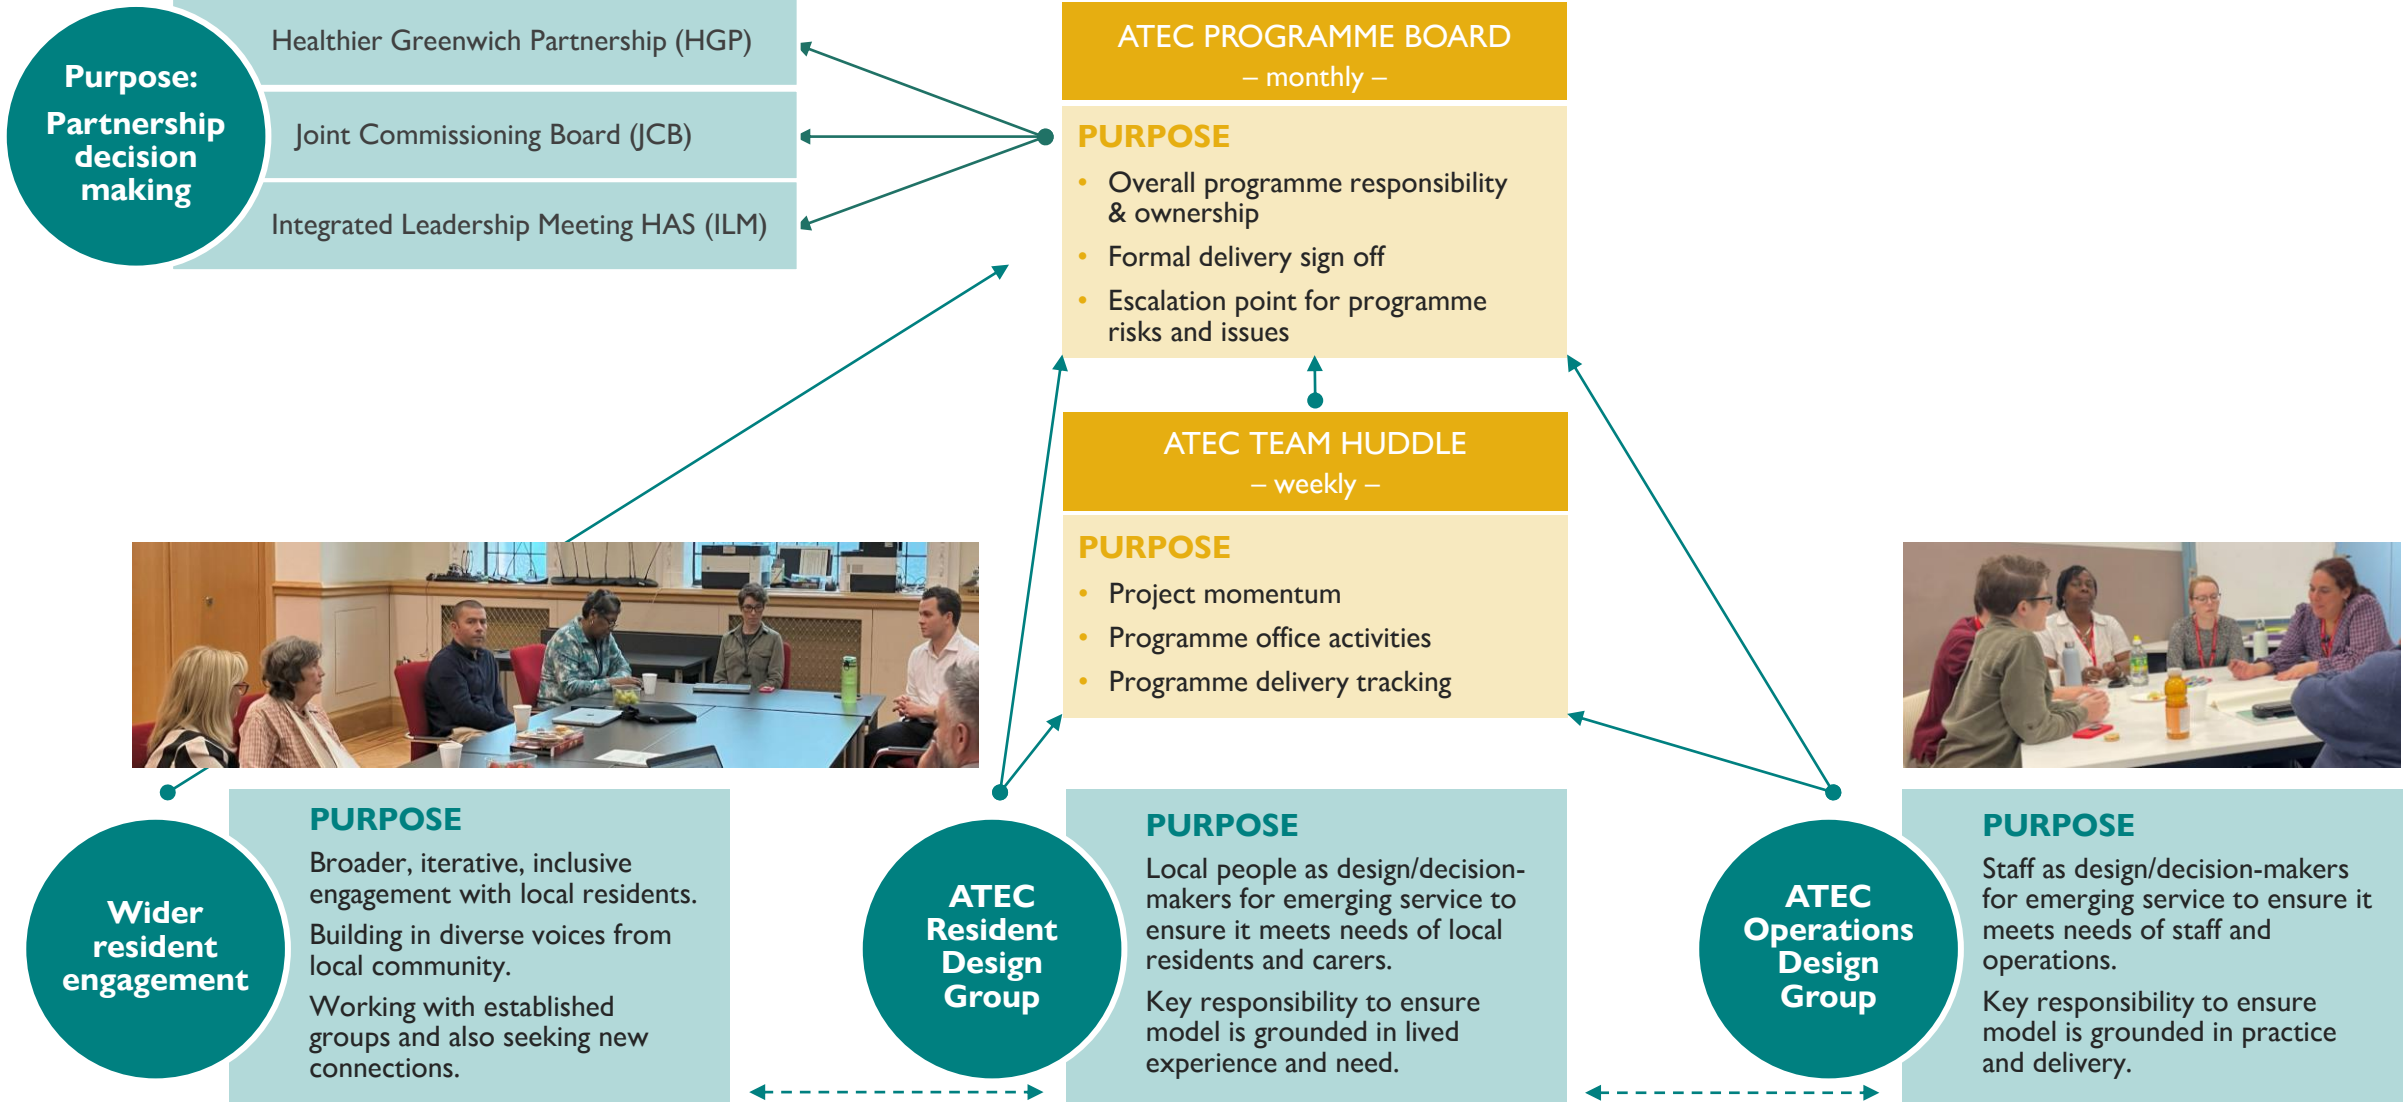 Purpose:
Partnership
decision
making
Healthier Greenwich Partnership (HGP)
Joint Commissioning Board (JCB)
Integrated Leadership Meeting HAS (ILM)
ATEC PROGRAMME BOARD
– monthly –
PURPOSE
• Overall programme responsibility
& ownership
• Formal delivery sign off
• Escalation point for programme
risks and issues
ATEC TEAM HUDDLE
– weekly –
PURPOSE
• Project momentum
• Programme office activities
• Programme delivery tracking
Wider
resident
engagement
PURPOSE
Broader, iterative, inclusive
engagement with local residents.
Building in diverse voices from
local community.
Working with established
groups and also seeking new
connections.
ATEC
Resident
Design
Group
PURPOSE
Local people as design/decision-
makers for emerging service to
ensure it meets needs of local
residents and carers.
Key responsibility to ensure
model is grounded in lived
experience and need.
ATEC
Operations
Design
Group
PURPOSE
Staff as design/decision-makers
for emerging service to ensure it
meets needs of staff and
operations.
Key responsibility to ensure
model is grounded in practice
and delivery.